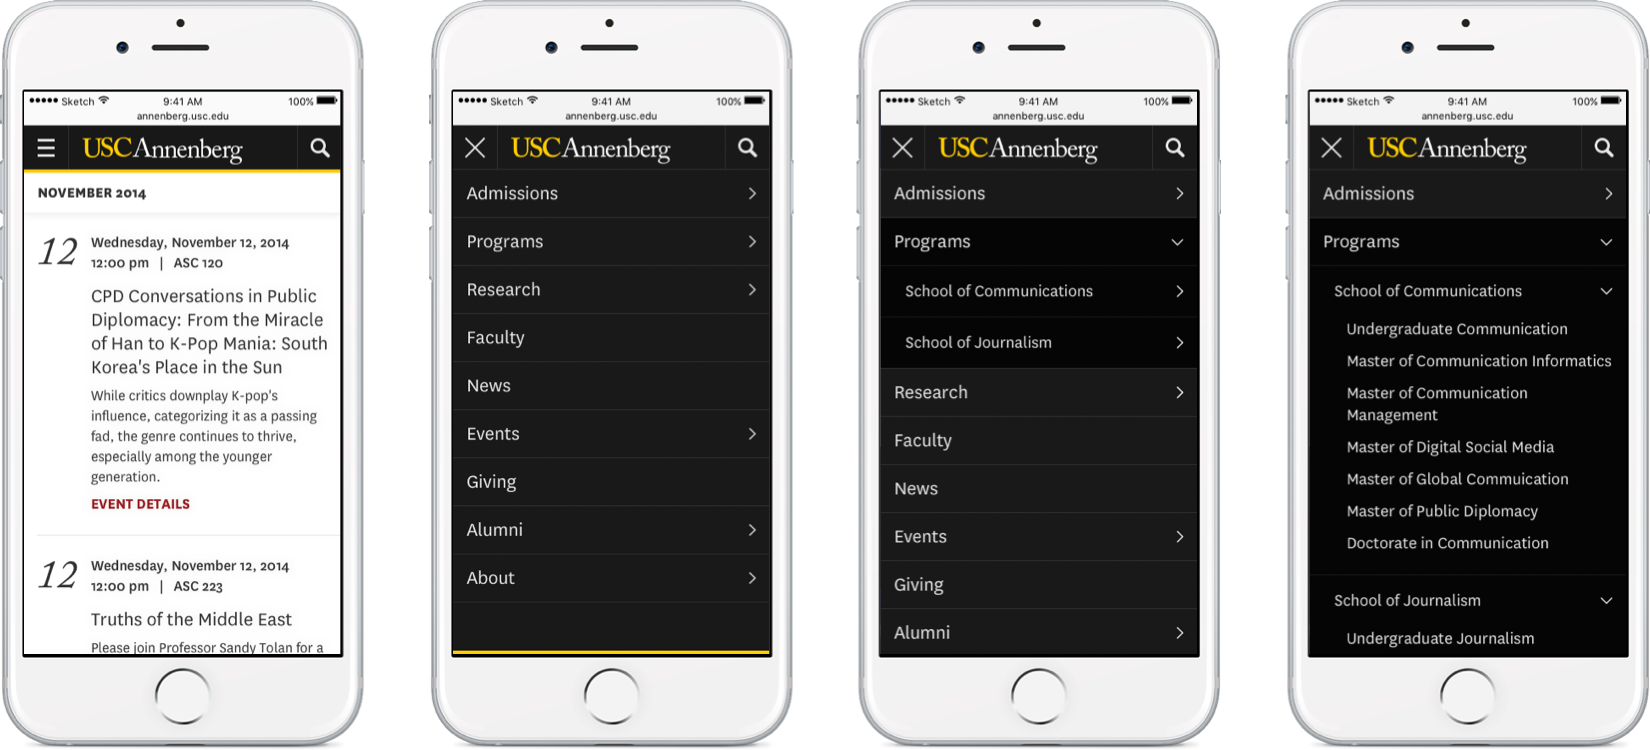 Sketch 9:41 AM 100%
annenberg.usc.edu
USC Annenberg
NOVEMBER 2014
12
Wednesday, November 12, 2014
12:00 pm | ASC 120
CPD Conversations in Public
Diplomacy: From the Miracle
of Han to K-Pop Mania: South
Korea's Place in the Sun
While critics downplay K-pop's
influence, categorizing it as a passing
fad, the genre continues to thrive,
especially among the younger
generation.
EVENT DETAILS
12
Wednesday, November 12, 2014
12:00 pm | ASC 223
Truths of the Middle East
Please join Professor Sandy Tolan for a
Sketch 9:41 AM 100%
annenberg.usc.edu
USC Annenberg
Admissions
Programs
Research
Faculty
News
Events
Giving
Alumni
About
Sketch 9:41 AM 100%
annenberg.usc.edu
USC Annenberg
Admissions
Programs
School of Communications
School of Journalism
Research
Faculty
News
Events
Giving
Alumni
Sketch 9:41 AM 100%
annenberg.usc.edu
USC Annenberg
Admissions
Programs
School of Communications
Undergraduate Communication
Master of Communication Informatics
Master of Communication
Management
Master of Digital Social Media
Master of Global Commuication
Master of Public Diplomacy
Doctorate in Communication
School of Journalism
Undergraduate Journalism